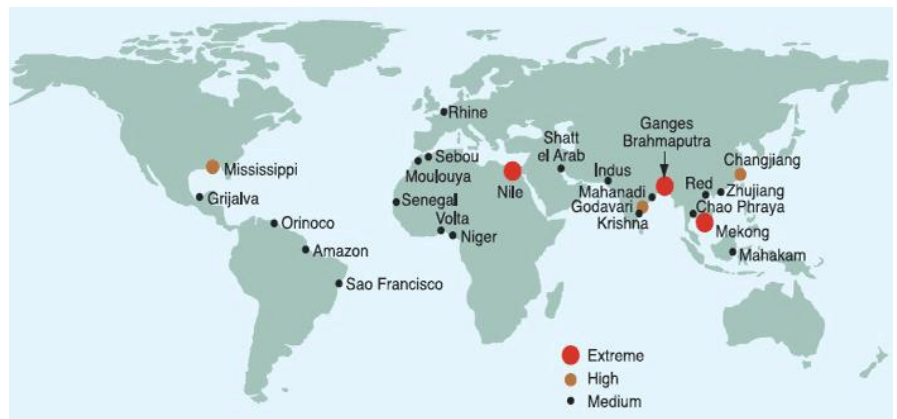 Rhine
Ganges
Brahmaputra
Shatt
el Arab
Changjiang
Sebou
Moulouya
Mississippi
Indus
Nile
Mahanadi
Red
Zhujiang
Grijalva
Senegal
Godavari
Chao Phraya
Volta
Krishna
Orinoco
Niger
Mekong
Amazon
Mahakam
Sao Francisco
Extreme
High
Medium